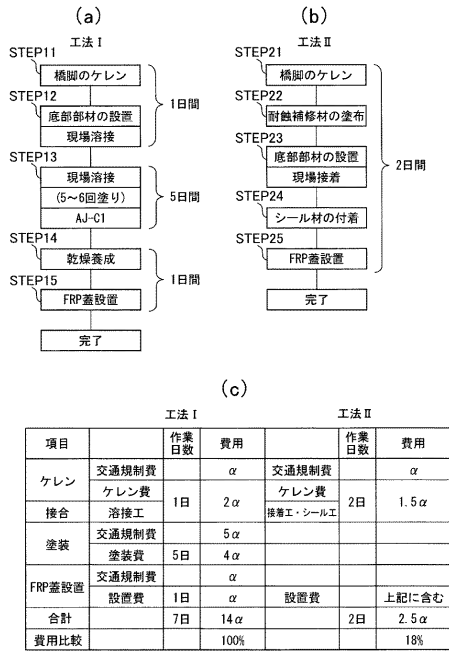 (a)
工法Ⅰ
STEP11
橋脚のケレン
STEP12
底部部材の設置
現場溶接
1日間
STEP13
現場溶接
(5～6回塗り)
AJ-C1
5日間
STEP14
乾燥養成
STEP15
FRP蓋設置
1日間
完了
(b)
工法Ⅱ
STEP21
橋脚のケレン
STEP22
耐蝕補修材の塗布
STEP23
底部部材の設置
現場接着
STEP24
シール材の付着
STEP25
FRP蓋設置
2日間
完了
(c)
工法Ⅰ 工法Ⅱ
項目 作業日数 費用 作業日数 費用
ケレン 交通規制費 α 交通規制費 α
ケレン費 1日 2α ケレン費 2日 1.5α
接合 溶接工 接着工・シール工
塗装 交通規制費 5α
塗装費 5日 4α
FRP蓋設置 交通規制費 α
設置費 1日 α 設置費 上記に含む
合計 7日 14α 2日 2.5α
費用比較 100% 18%